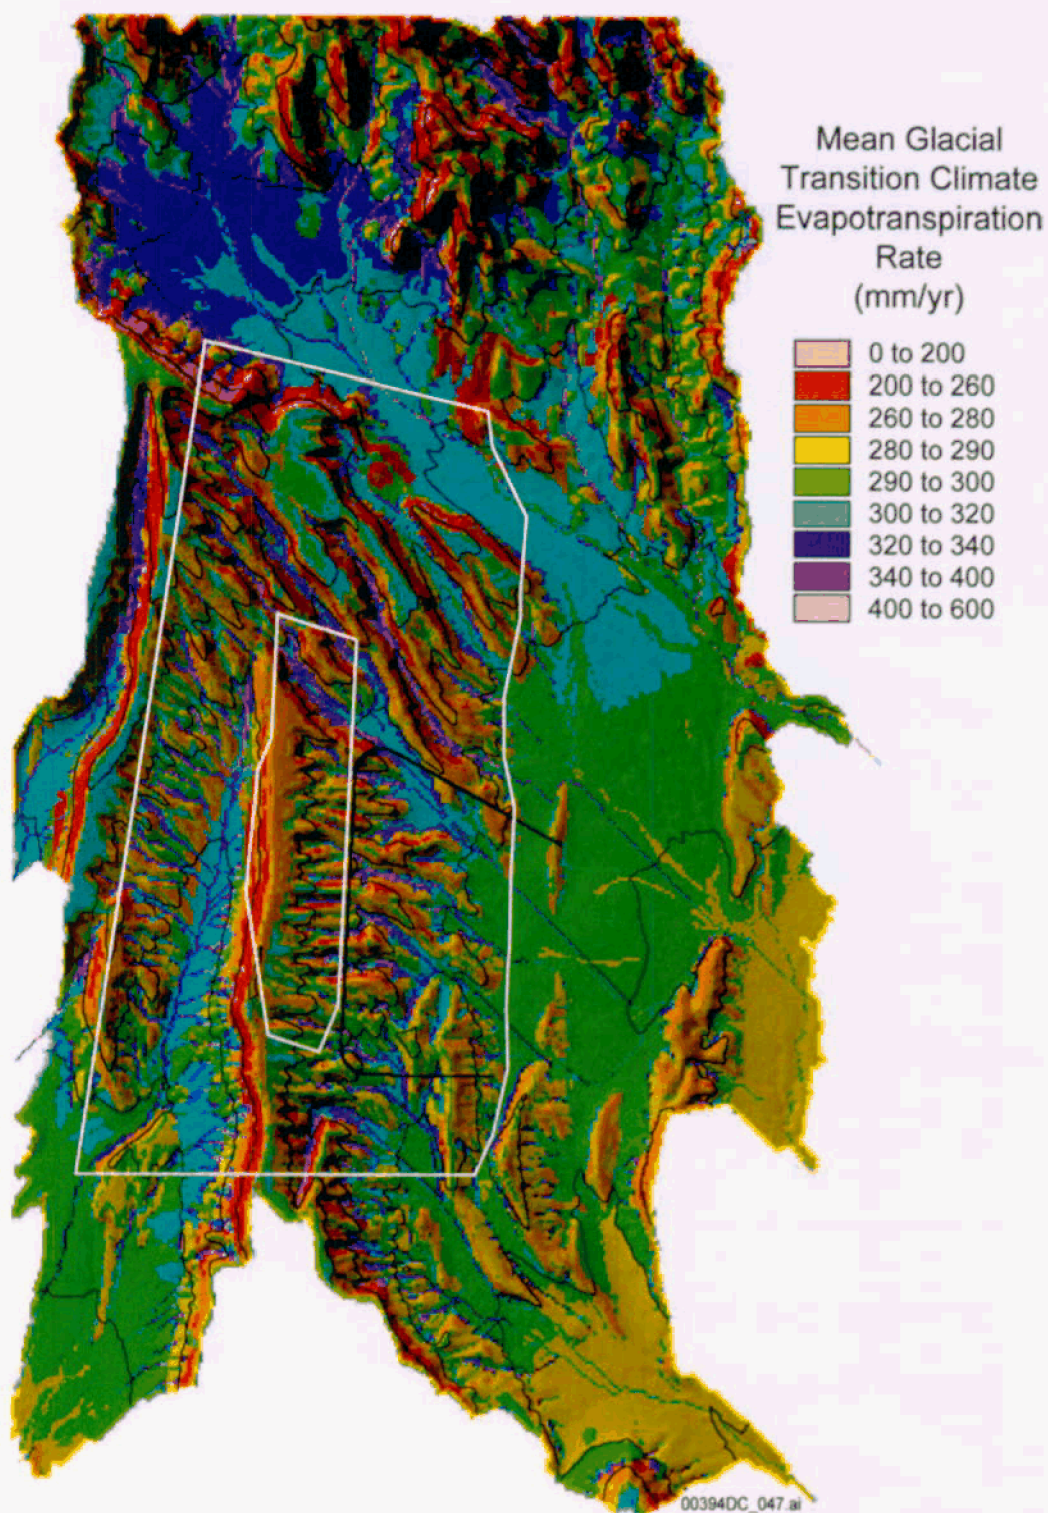 Mean Glacial
Transition Climate
Evapotranspiration
Rate
(mm/yr)
0 to 200
200 to 260
260 to 280
280 to 290
290 to 300
300 to 320
320 to 340
340 to 400
400 to 600
00394DC_047.ai